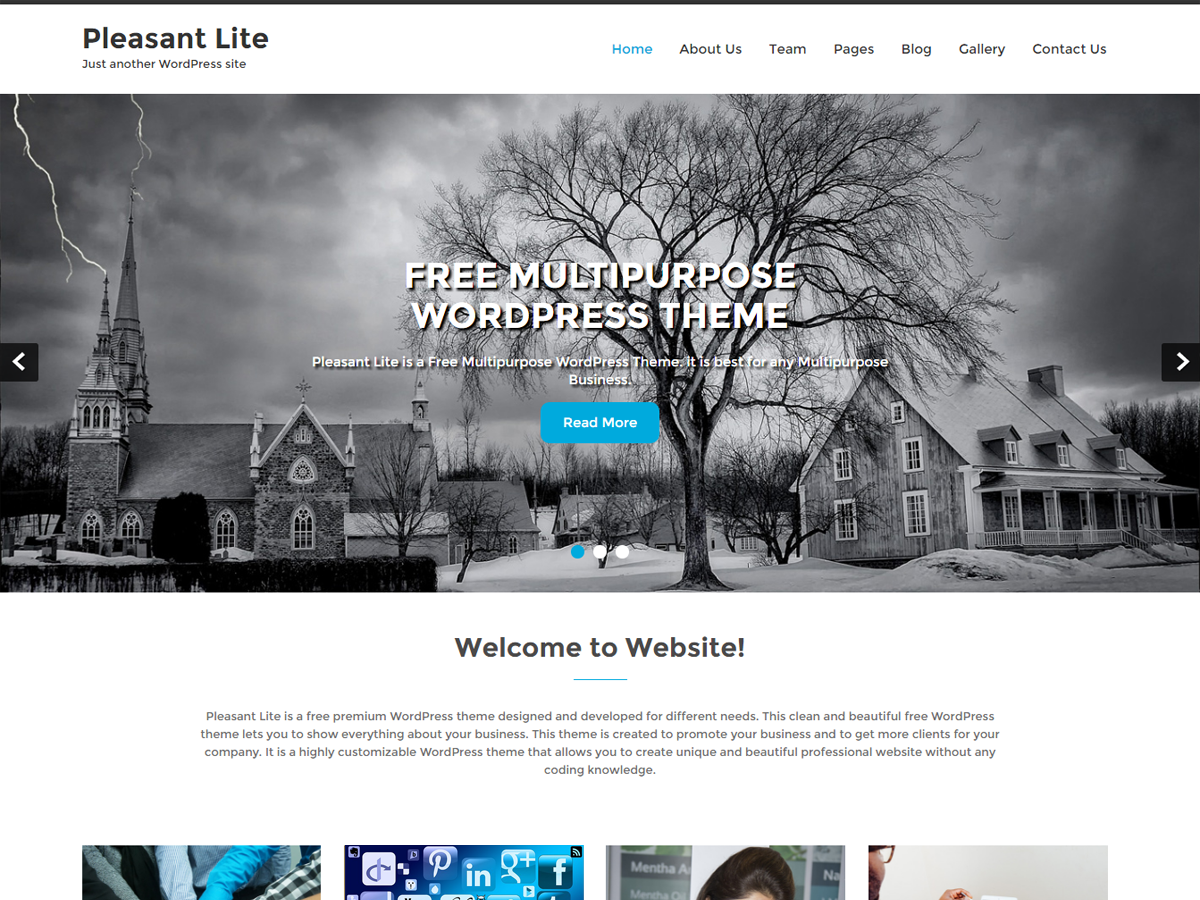 Pleasant Lite
Just another WordPress site
Home About Us Team Pages Blog Gallery Contact Us
FREE MULTIPURPOSE
WORDPRESS THEME
Pleasant Lite is a Free Multipurpose WordPress Theme. it is best for any Multipurpose
Business.
Read More
Welcome to Website!
Pleasant Lite is a free premium WordPress theme designed and developed for different needs. This clean and beautiful free WordPress
theme lets you to show everything about your business. This theme is created to promote your business and to get more clients for your
company. It is a highly customizable WordPress theme that allows you to create unique and beautiful professional website without any
coding knowledge.
in g+ f
Mentha A
Na
Mentha